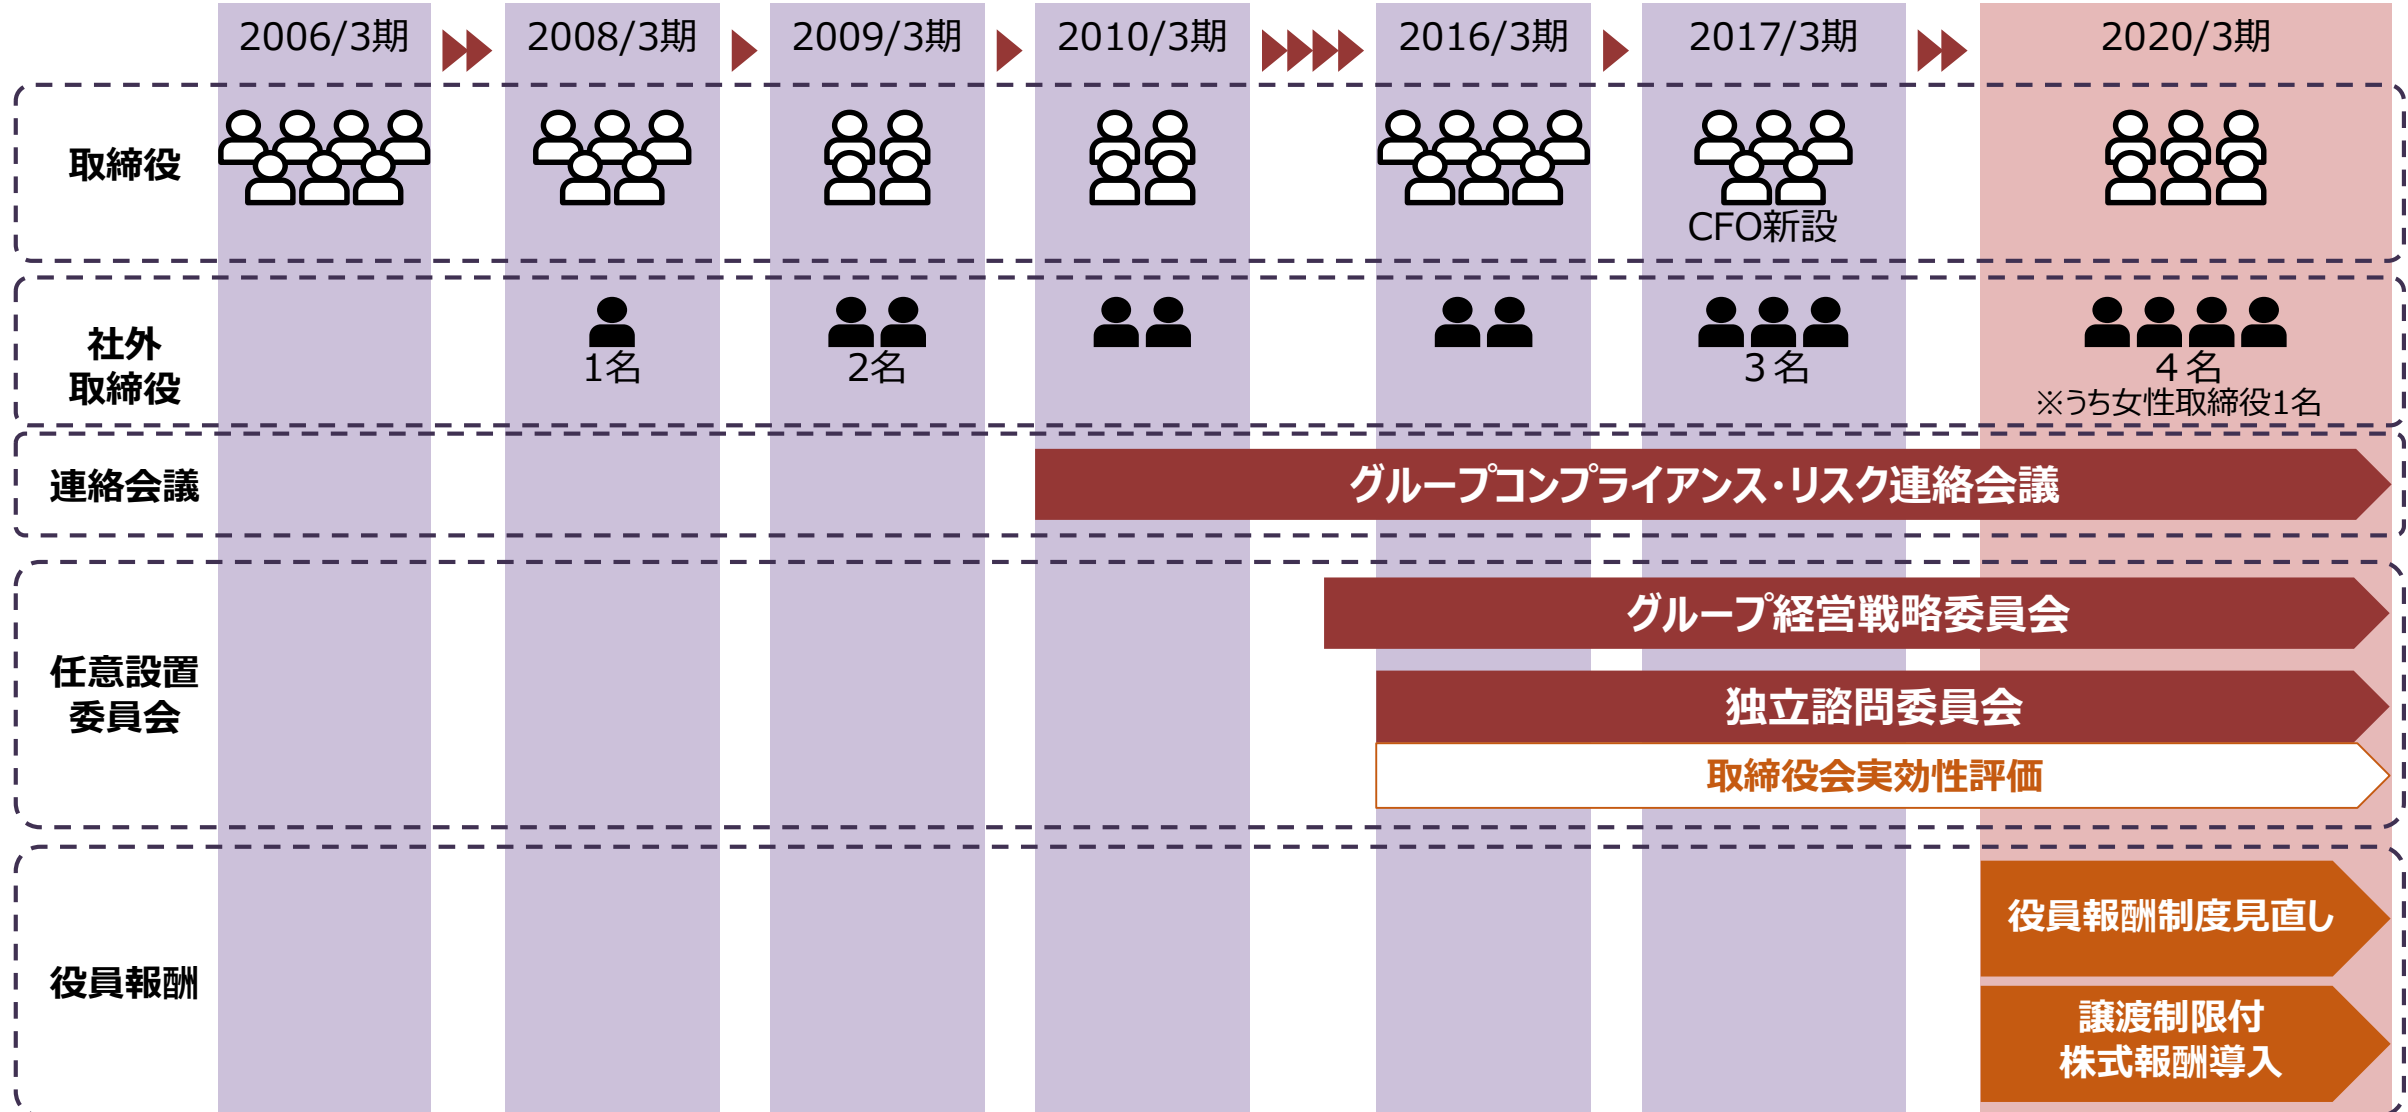 2006/3期
2008/3期
2009/3期
2010/3期
2016/3期
2017/3期
2020/3期
取締役
CFO新設
社外
取締役
1名
2名
３名
４名
※うち女性取締役1名
連絡会議
グループコンプライアンス・リスク連絡会議
任意設置
委員会
グループ経営戦略委員会
独立諮問委員会
取締役会実効性評価
役員報酬
役員報酬制度見直し
譲渡制限付
株式報酬導入